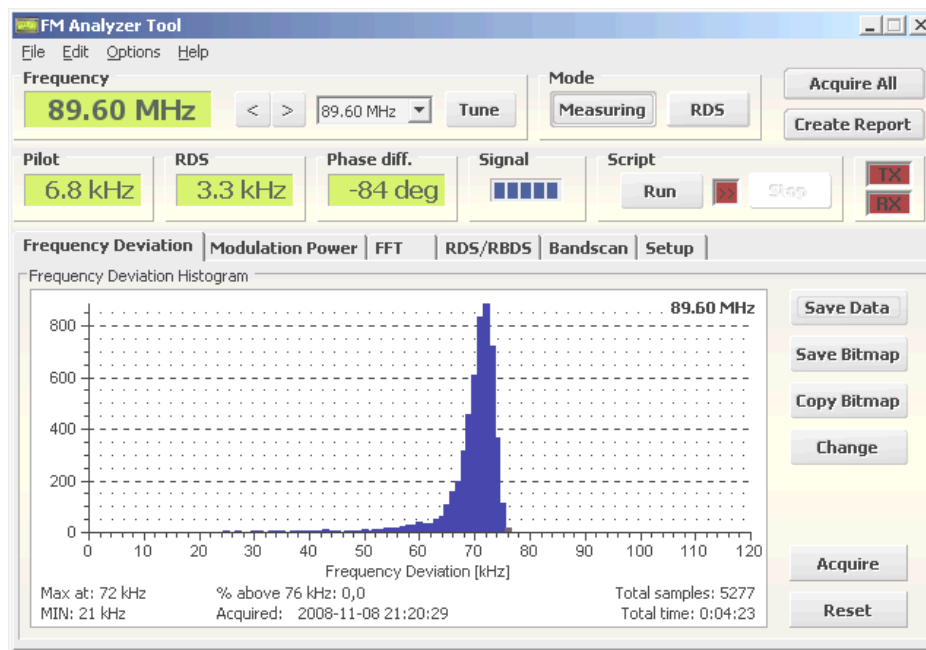 FM Analyzer Tool
File Edit Options Help
Frequency
89.60 MHz
< >
89.60 MHz
Tune
Mode
Measuring
RDS
Acquire All
Create Report
Pilot
6.8 kHz
RDS
3.3 kHz
Phase diff.
-84 deg
Signal
Script
Run
>>
Stop
TX
RX
Frequency Deviation
Modulation Power
FFT
RDS/RBDS
Bandscan
Setup
Frequency Deviation Histogram
89.60 MHz
800
600
400
200
0
0 10 20 30 40 50 60 70 80 90 100 110 120
Frequency Deviation [kHz]
Max at: 72 kHz
% above 76 kHz: 0,0
Total samples: 5277
MIN: 21 kHz
Acquired: 2008-11-08 21:20:29
Total time: 0:04:23
Save Data
Save Bitmap
Copy Bitmap
Change
Acquire
Reset